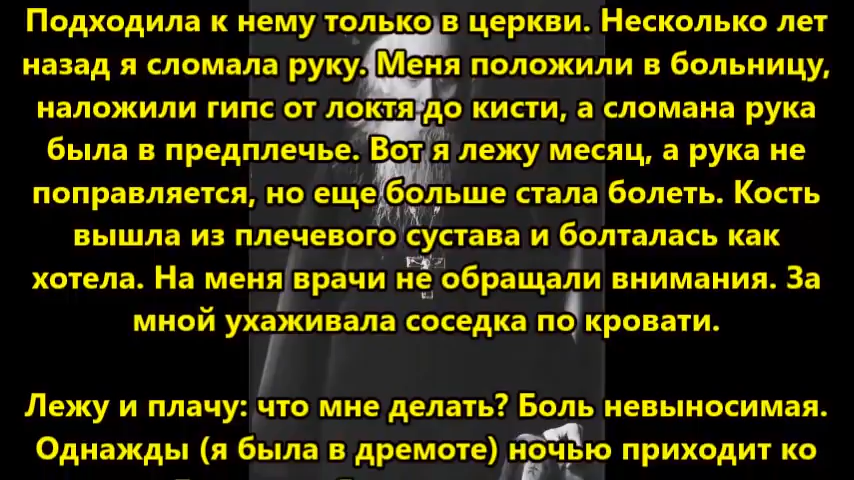 Подходила к нему только в церкви. Несколько лет
назад я сломала руку. Меня положили в больницу,
наложили гипс от локтя до кисти, а сломана рука
была в предплечье. Вот я лежу месяц, а рука не
поправляется, но еще больше стала болеть. Кость
вышла из плечевого сустава и болталась как
хотела. На меня врачи не обращали внимания. За
мной ухаживала соседка по кровати.
Лежу и плачу: что мне делать? Боль невыносимая.
Однажды (я была в дремоте) ночью приходит ко